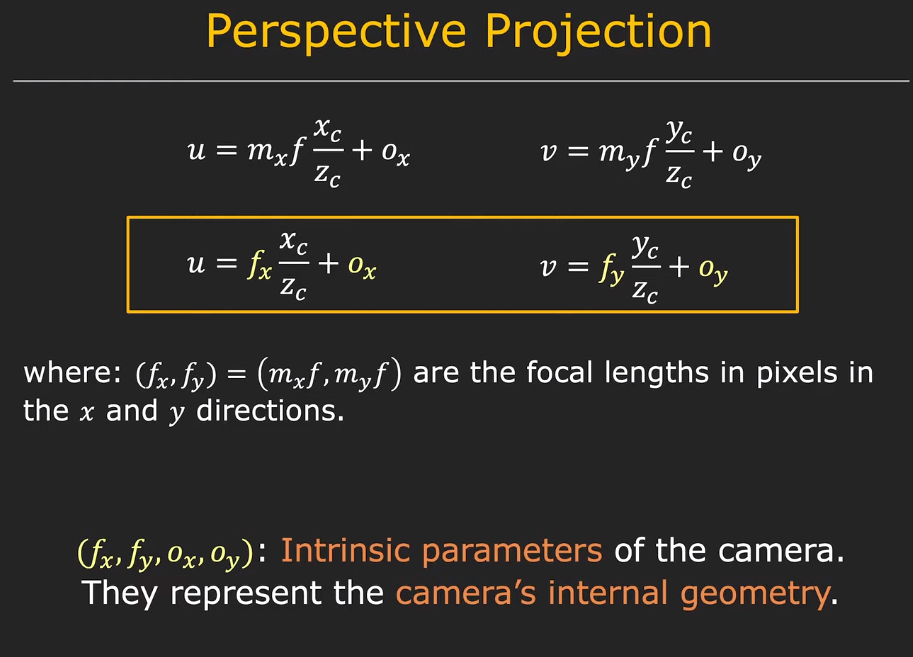 Perspective Projection
u = m_x f x_c/z_c + o_x    v = m_y f y_c/z_c + o_y
u = f_x x_c/z_c + o_x    v = f_y y_c/z_c + o_y
where: (f_x, f_y) = (m_x f, m_y f) are the focal lengths in pixels in
the x and y directions.
(f_x, f_y, o_x, o_y): Intrinsic parameters of the camera.
They represent the camera's internal geometry.